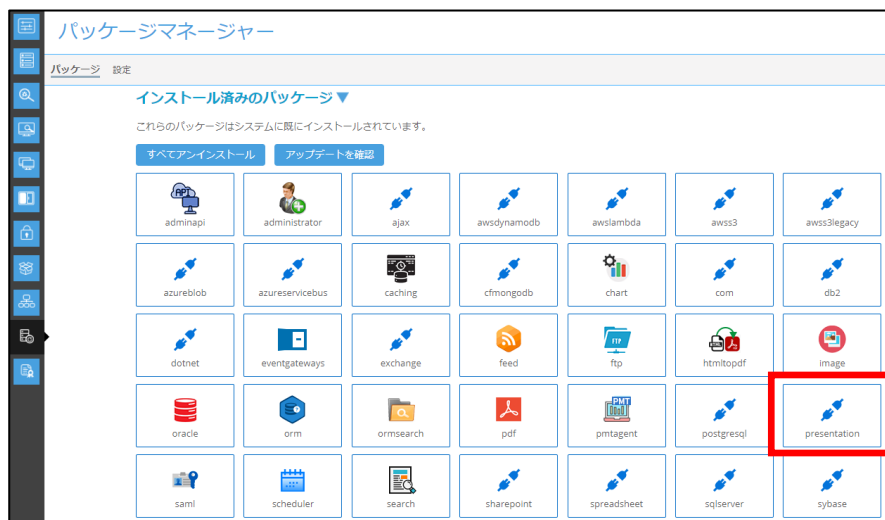 パッケージマネージャー
パッケージ 設定
インストール済みのパッケージ▼
これらのパッケージはシステムに既にインストールされています。
すべてアンインストール アップデートを確認
adminapi administrator ajax awsdynamodb awslambda awss3 awss3legacy
azureblob azureservicebus caching cfmongodb chart com db2
dotnet eventgateways exchange feed ftp htmltopdf image
oracle orm ormsearch pdf pmtagent postgresql presentation
saml scheduler search sharepoint spreadsheet sqlserver sybase